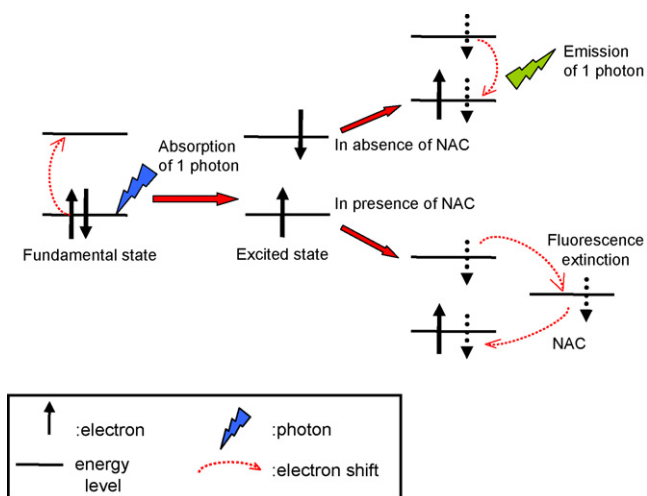 Emission
of 1 photon
Absorption
of 1 photon
In absence of NAC
In presence of NAC
Fundamental state
Excited state
Fluorescence
extinction
NAC
:electron
:photon
energy
level
:electron shift